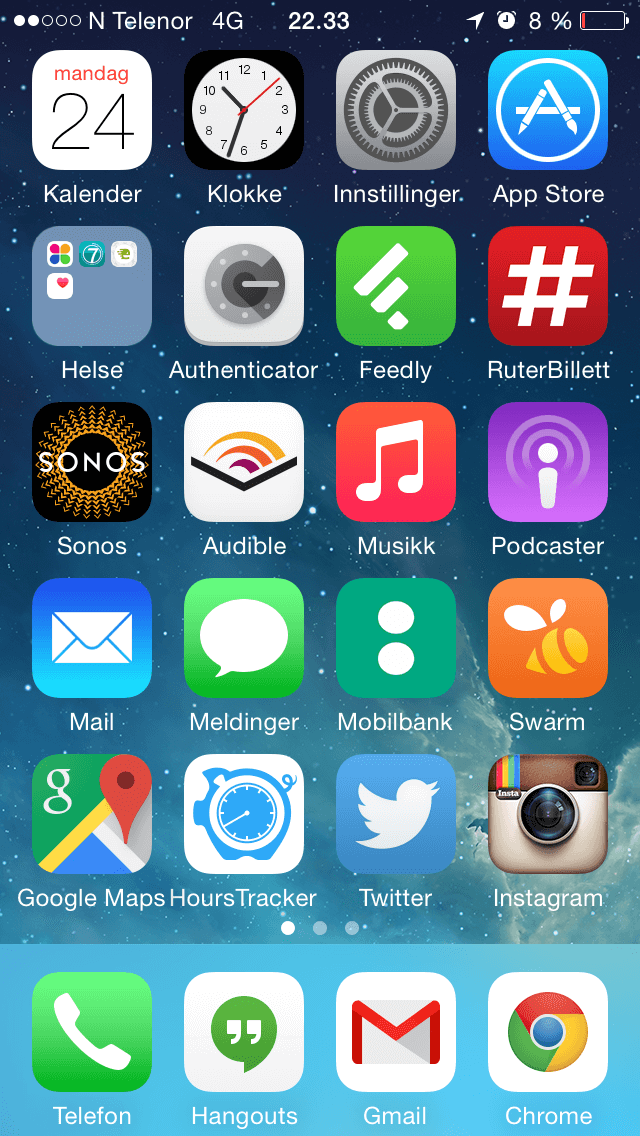 N Telenor 4G 22.33 8 %
mandag
24
12
11 1
10 2
9 3
8 4
7 5
6
Kalender Klokke Innstillinger App Store
7
#
Helse Authenticator Feedly RuterBillett
SONOS
Sonos Audible Musikk Podcaster
Mail Meldinger Mobilbank Swarm
g
Insta
Google Maps HoursTracker Twitter Instagram
Telefon Hangouts Gmail Chrome